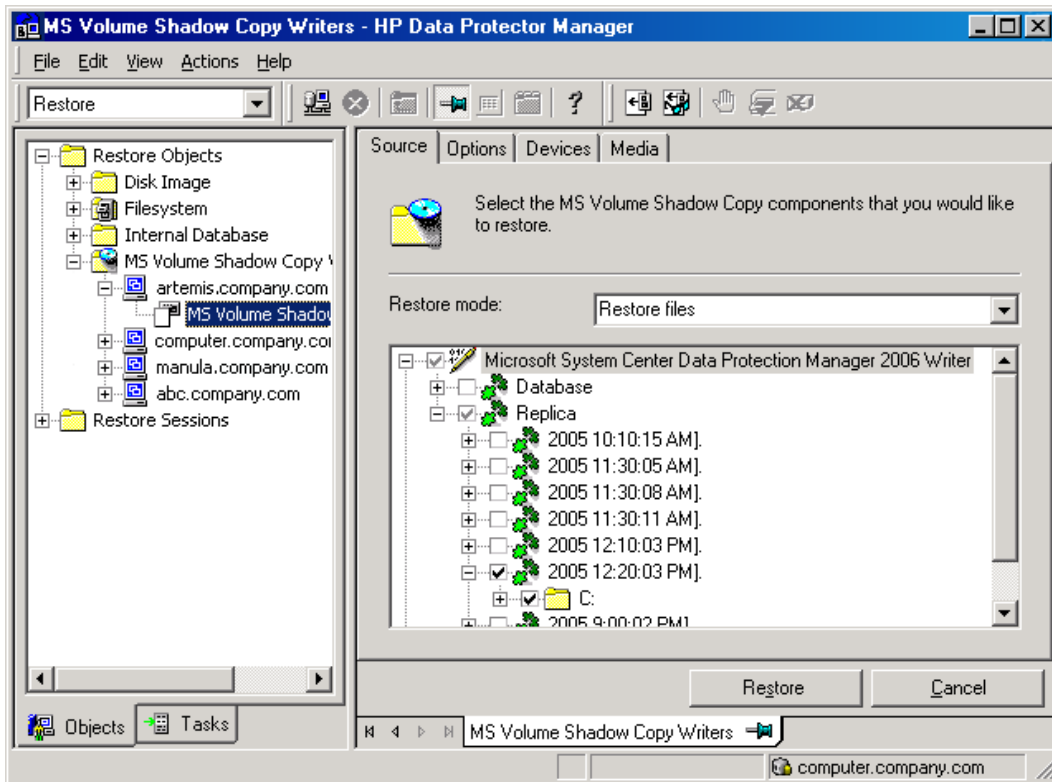 MS Volume Shadow Copy Writers - HP Data Protector Manager
File Edit View Actions Help
Restore
Restore Objects
Disk Image
Filesystem
Internal Database
MS Volume Shadow Copy
artemis.company.com
MS Volume Shadow
computer.company.co
manula.company.com
abc.company.com
Restore Sessions
Objects
Tasks
Source
Options
Devices
Media
Select the MS Volume Shadow Copy components that you would like
to restore.
Restore mode:
Restore files
Microsoft System Center Data Protection Manager 2006 Writer
Database
Replica
2005 10:10:15 AM].
2005 11:30:05 AM].
2005 11:30:08 AM].
2005 11:30:11 AM].
2005 12:10:03 PM].
2005 12:20:03 PM].
C:
2005 9:00:02 PM]
Restore
Cancel
MS Volume Shadow Copy Writers
computer.company.com